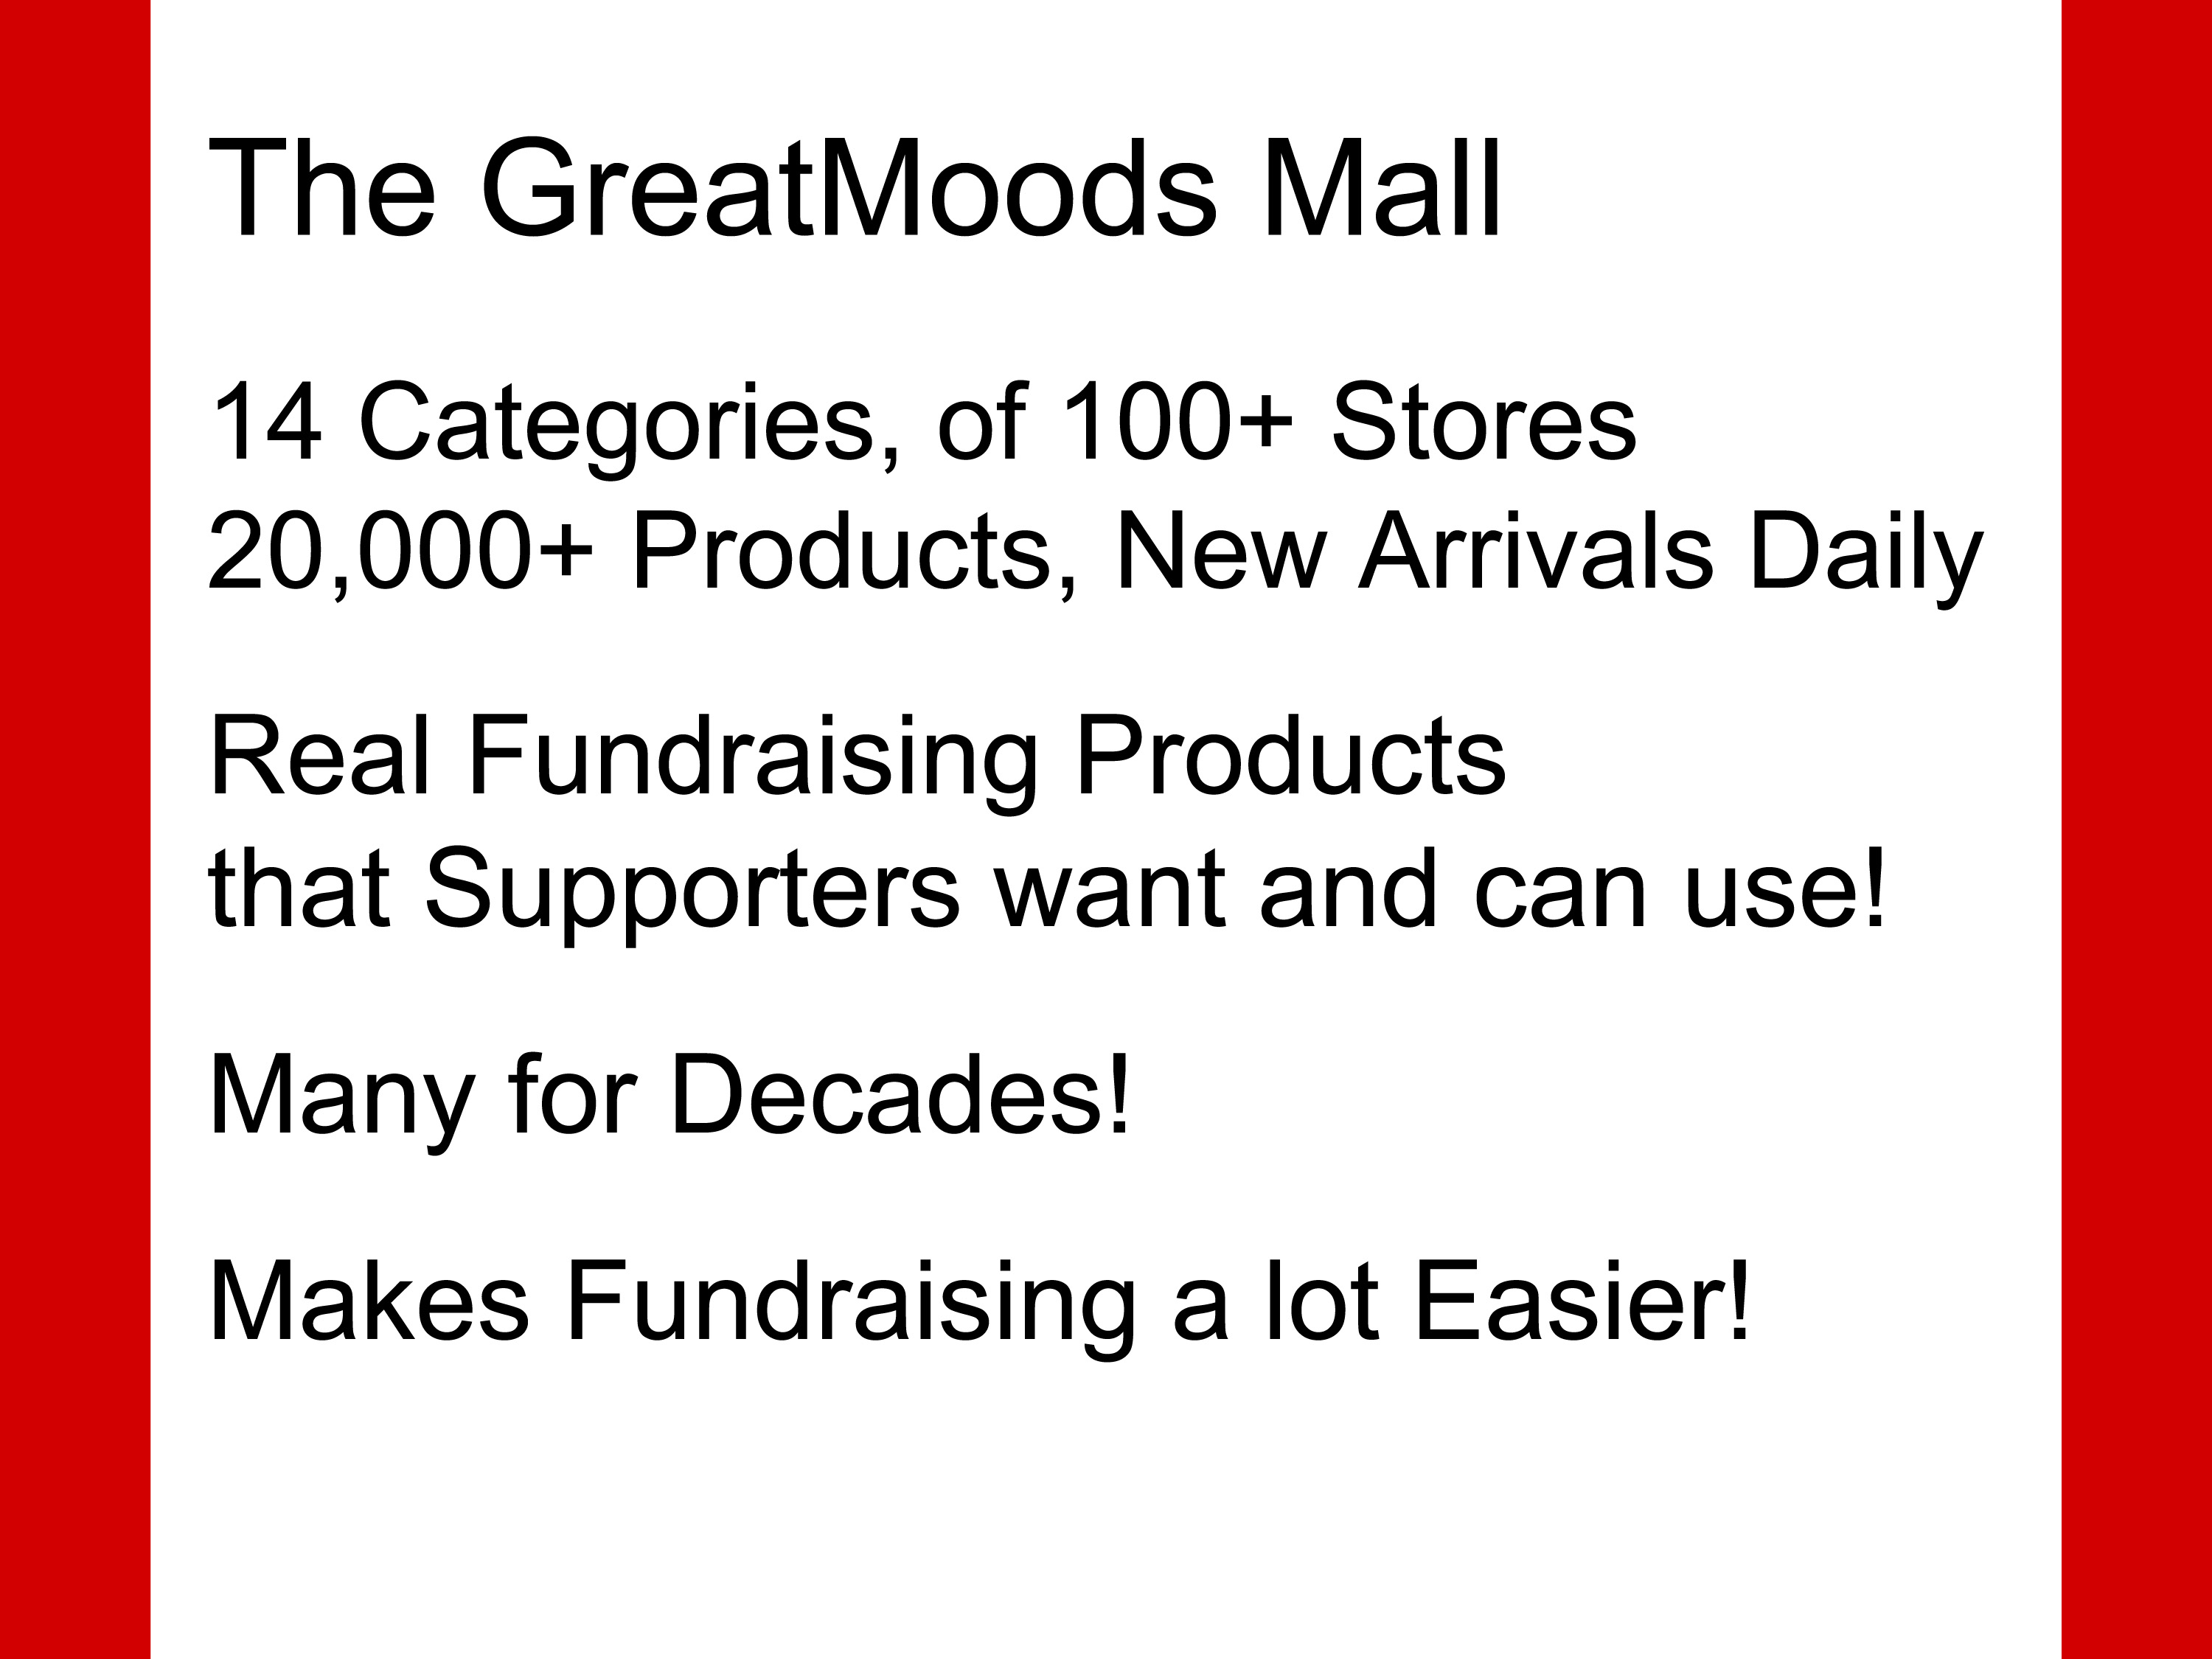 The GreatMoods Mall
14 Categories, of 100+ Stores
20,000+ Products, New Arrivals Daily
Real Fundraising Products
that Supporters want and can use!
Many for Decades!
Makes Fundraising a lot Easier!